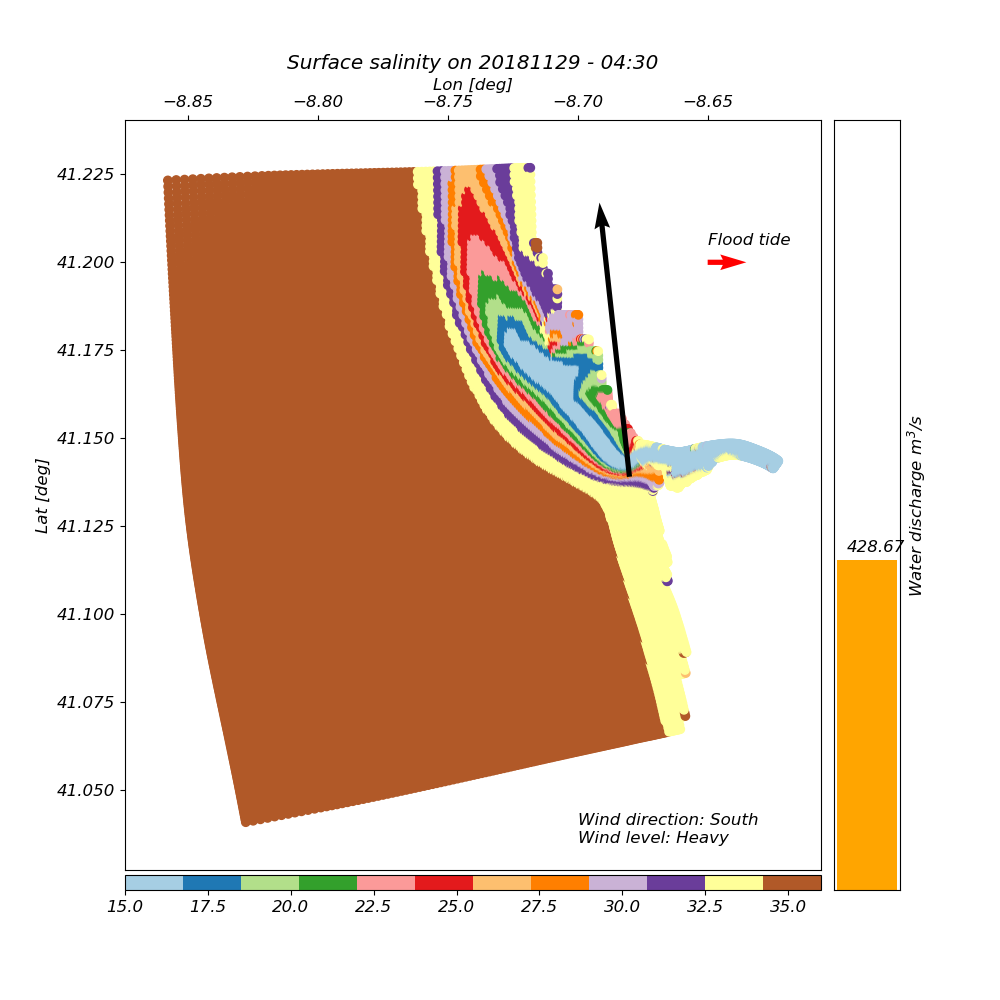 Surface salinity on 20181129 - 04:30
Lon [deg]
−8.85 −8.80 −8.75 −8.70 −8.65
41.225
41.200
41.175
41.150
41.125
41.100
41.075
41.050
Lat [deg]
Flood tide
Wind direction: South
Wind level: Heavy
428.67
Water discharge m³/s
15.0 17.5 20.0 22.5 25.0 27.5 30.0 32.5 35.0